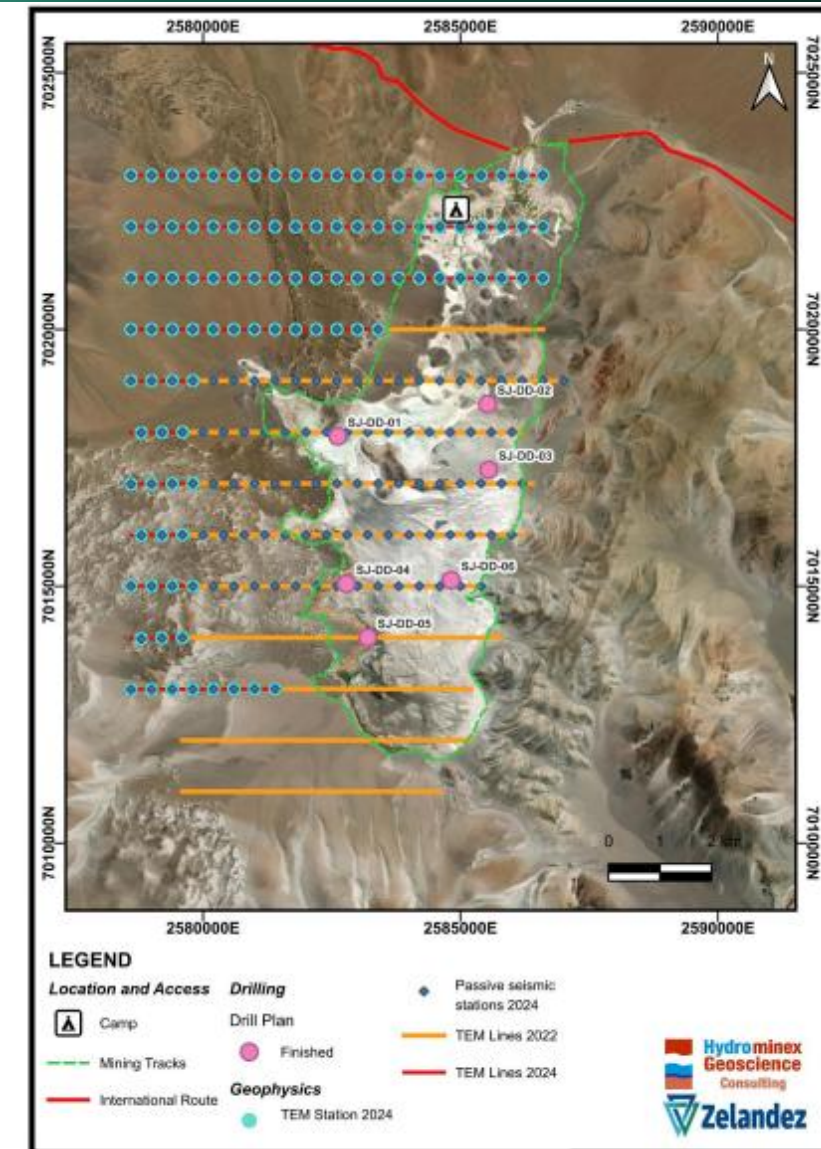 2580000E 2585000E 2590000E
7025000N 7025000N
N
7020000N 7020000N
SJ-DD-02
SJ-DD-01
SJ-DD-03
SJ-DD-04 SJ-DD-06
7015000N 7015000N
SJ-DD-05
7010000N 7010000N
0 1 2 km
2580000E 2585000E 2590000E
LEGEND
Location and Access
Camp
Mining Tracks
International Route
Drilling
Drill Plan
Finished
Geophysics
TEM Station 2024
Passive seismic
stations 2024
TEM Lines 2022
TEM Lines 2024
Hydrominex
Geoscience
Consulting
Zelandez